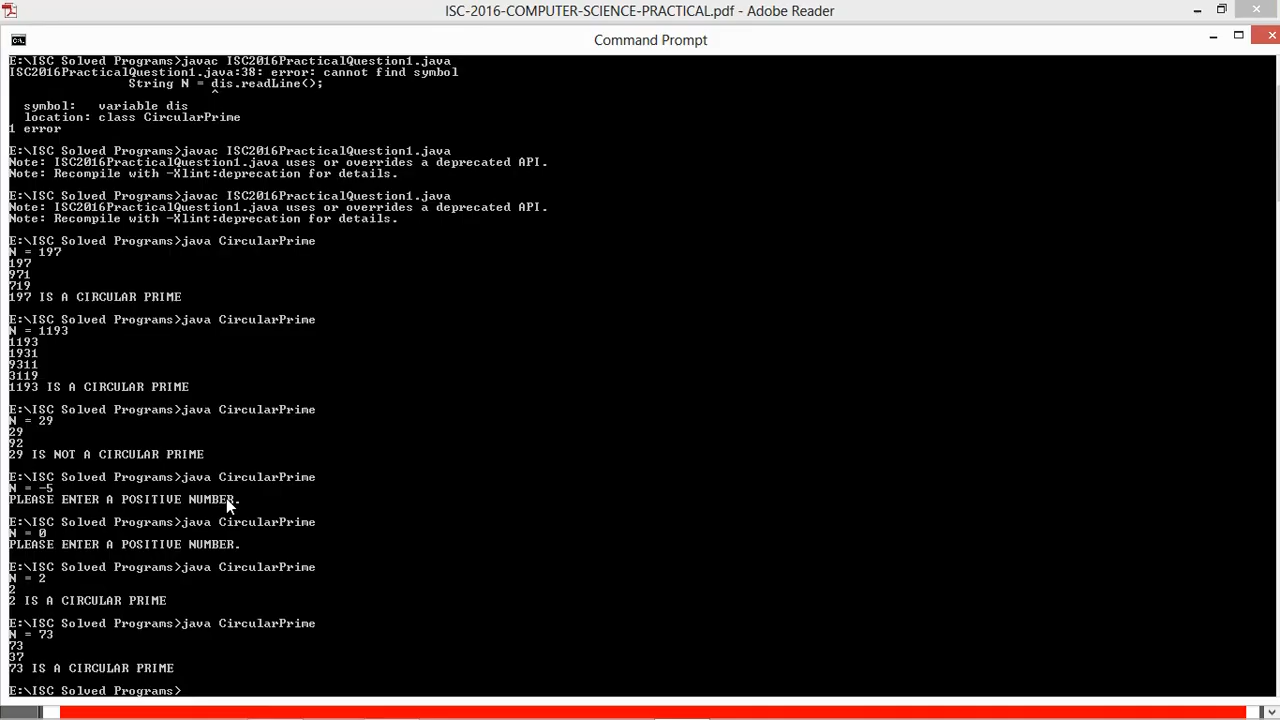 ISC-2016-COMPUTER-SCIENCE-PRACTICAL.pdf - Adobe Reader
Command Prompt
E:\ISC Solved Programs>javac ISC2016PracticalQuestion1.java
ISC2016PracticalQuestion1.java:38: error: cannot find symbol
String N = dis.readLine();
^
symbol:   variable dis
location: class CircularPrime
1 error
E:\ISC Solved Programs>javac ISC2016PracticalQuestion1.java
Note: ISC2016PracticalQuestion1.java uses or overrides a deprecated API.
Note: Recompile with -Xlint:deprecation for details.
E:\ISC Solved Programs>javac ISC2016PracticalQuestion1.java
Note: ISC2016PracticalQuestion1.java uses or overrides a deprecated API.
Note: Recompile with -Xlint:deprecation for details.
E:\ISC Solved Programs>java CircularPrime
N = 197
197
971
719
197 IS A CIRCULAR PRIME
E:\ISC Solved Programs>java CircularPrime
N = 1193
1193
1931
9311
3119
1193 IS A CIRCULAR PRIME
E:\ISC Solved Programs>java CircularPrime
N = 29
29
92
29 IS NOT A CIRCULAR PRIME
E:\ISC Solved Programs>java CircularPrime
N = -5
PLEASE ENTER A POSITIVE NUMBER.
E:\ISC Solved Programs>java CircularPrime
N = 0
PLEASE ENTER A POSITIVE NUMBER.
E:\ISC Solved Programs>java CircularPrime
N = 2
2
2 IS A CIRCULAR PRIME
E:\ISC Solved Programs>java CircularPrime
N = 73
73
37
73 IS A CIRCULAR PRIME
E:\ISC Solved Programs>